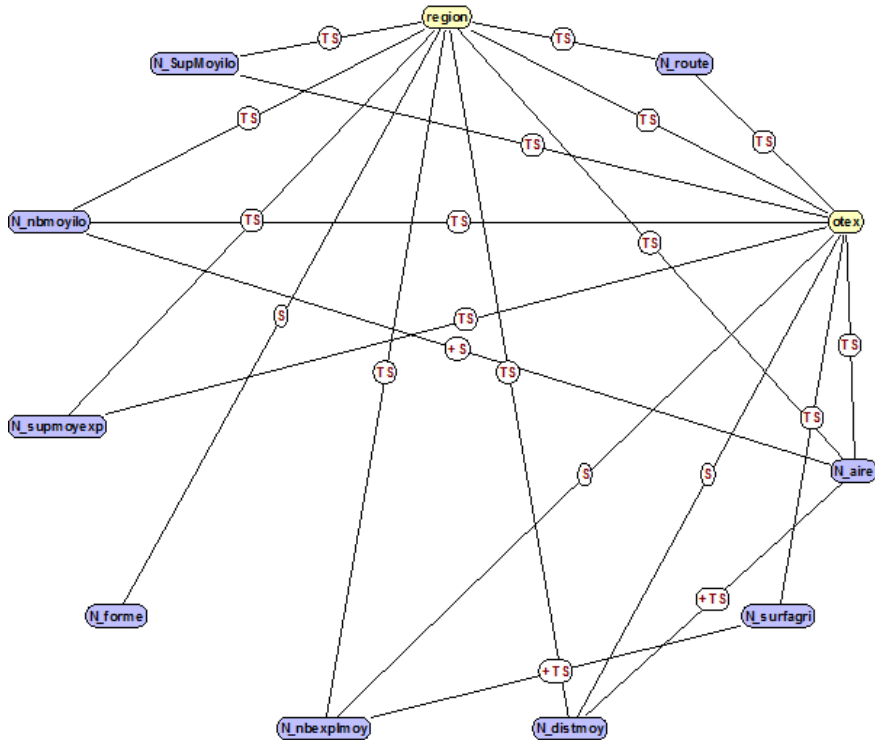 region
TS
TS
N_SupMoyilo
N_route
TS
TS
TS
TS
N_nbmoyilo
TS
TS
otex
TS
S
TS
+ S
TS
TS
TS
TS
N_supmoyexp
S
S
N_aire
+TS
N_forme
N_surfagri
+TS
N_nbexplmoy
N_distmoy